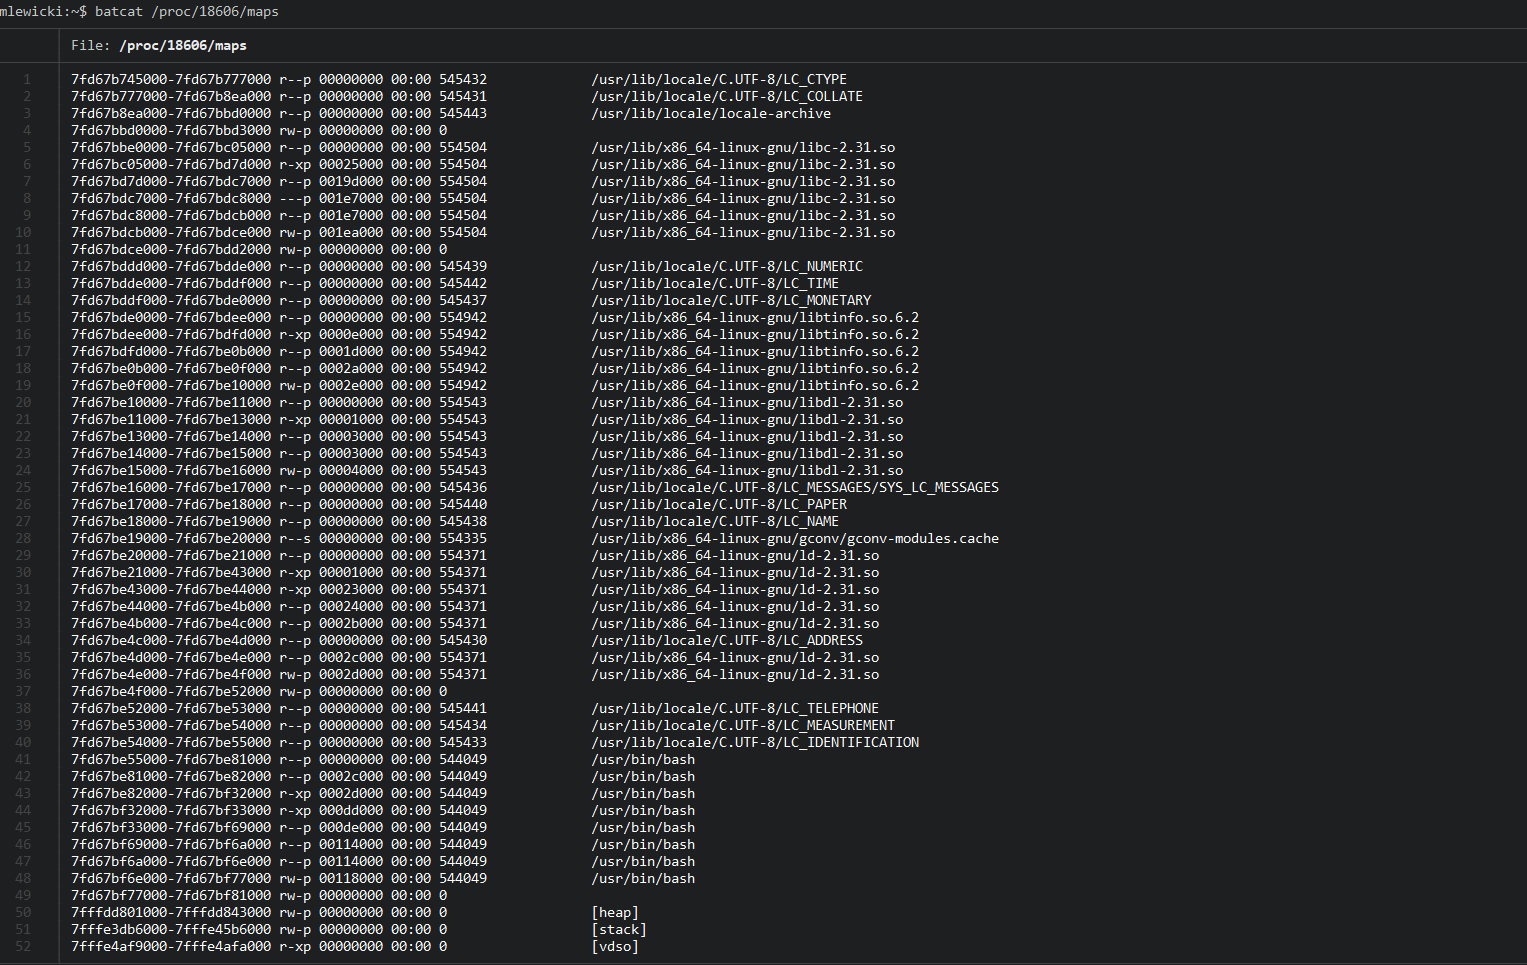 mlewicki:~$ batcat /proc/18606/maps
File: /proc/18606/maps
1 7fd67b745000-7fd67b777000 r--p 00000000 00:00 545432 /usr/lib/locale/C.UTF-8/LC_CTYPE
2 7fd67b777000-7fd67b8ea000 r--p 00000000 00:00 545431 /usr/lib/locale/C.UTF-8/LC_COLLATE
3 7fd67b8ea000-7fd67bbd0000 r--p 00000000 00:00 545443 /usr/lib/locale/locale-archive
4 7fd67bbd0000-7fd67bbd3000 rw-p 00000000 00:00 0
5 7fd67bbe0000-7fd67bc05000 r--p 00000000 00:00 554504 /usr/lib/x86_64-linux-gnu/libc-2.31.so
6 7fd67bc05000-7fd67bd7d000 r-xp 00025000 00:00 554504 /usr/lib/x86_64-linux-gnu/libc-2.31.so
7 7fd67bd7d000-7fd67bdc7000 r--p 0019d000 00:00 554504 /usr/lib/x86_64-linux-gnu/libc-2.31.so
8 7fd67bdc7000-7fd67bdc8000 ---p 001e7000 00:00 554504 /usr/lib/x86_64-linux-gnu/libc-2.31.so
9 7fd67bdc8000-7fd67bdcb000 r--p 001e7000 00:00 554504 /usr/lib/x86_64-linux-gnu/libc-2.31.so
10 7fd67bdcb000-7fd67bdce000 rw-p 001ea000 00:00 554504 /usr/lib/x86_64-linux-gnu/libc-2.31.so
11 7fd67bdce000-7fd67bdd2000 rw-p 00000000 00:00 0
12 7fd67bddd000-7fd67bdde000 r--p 00000000 00:00 545439 /usr/lib/locale/C.UTF-8/LC_NUMERIC
13 7fd67bdde000-7fd67bddf000 r--p 00000000 00:00 545442 /usr/lib/locale/C.UTF-8/LC_TIME
14 7fd67bddf000-7fd67bde0000 r--p 00000000 00:00 545437 /usr/lib/locale/C.UTF-8/LC_MONETARY
15 7fd67bde0000-7fd67bdee000 r--p 00000000 00:00 554942 /usr/lib/x86_64-linux-gnu/libtinfo.so.6.2
16 7fd67bdee000-7fd67bdfd000 r-xp 0000e000 00:00 554942 /usr/lib/x86_64-linux-gnu/libtinfo.so.6.2
17 7fd67bdfd000-7fd67be0b000 r--p 0001d000 00:00 554942 /usr/lib/x86_64-linux-gnu/libtinfo.so.6.2
18 7fd67be0b000-7fd67be0f000 r--p 0002a000 00:00 554942 /usr/lib/x86_64-linux-gnu/libtinfo.so.6.2
19 7fd67be0f000-7fd67be10000 rw-p 0002e000 00:00 554942 /usr/lib/x86_64-linux-gnu/libtinfo.so.6.2
20 7fd67be10000-7fd67be11000 r--p 00000000 00:00 554543 /usr/lib/x86_64-linux-gnu/libdl-2.31.so
21 7fd67be11000-7fd67be13000 r-xp 00001000 00:00 554543 /usr/lib/x86_64-linux-gnu/libdl-2.31.so
22 7fd67be13000-7fd67be14000 r--p 00003000 00:00 554543 /usr/lib/x86_64-linux-gnu/libdl-2.31.so
23 7fd67be14000-7fd67be15000 r--p 00003000 00:00 554543 /usr/lib/x86_64-linux-gnu/libdl-2.31.so
24 7fd67be15000-7fd67be16000 rw-p 00004000 00:00 554543 /usr/lib/x86_64-linux-gnu/libdl-2.31.so
25 7fd67be16000-7fd67be17000 r--p 00000000 00:00 545436 /usr/lib/locale/C.UTF-8/LC_MESSAGES/SYS_LC_MESSAGES
26 7fd67be17000-7fd67be18000 r--p 00000000 00:00 545440 /usr/lib/locale/C.UTF-8/LC_PAPER
27 7fd67be18000-7fd67be19000 r--p 00000000 00:00 545438 /usr/lib/locale/C.UTF-8/LC_NAME
28 7fd67be19000-7fd67be20000 r--s 00000000 00:00 554335 /usr/lib/x86_64-linux-gnu/gconv/gconv-modules.cache
29 7fd67be20000-7fd67be21000 r--p 00000000 00:00 554371 /usr/lib/x86_64-linux-gnu/ld-2.31.so
30 7fd67be21000-7fd67be43000 r-xp 00001000 00:00 554371 /usr/lib/x86_64-linux-gnu/ld-2.31.so
31 7fd67be43000-7fd67be44000 r-xp 00023000 00:00 554371 /usr/lib/x86_64-linux-gnu/ld-2.31.so
32 7fd67be44000-7fd67be4b000 r--p 00024000 00:00 554371 /usr/lib/x86_64-linux-gnu/ld-2.31.so
33 7fd67be4b000-7fd67be4c000 r--p 0002b000 00:00 554371 /usr/lib/x86_64-linux-gnu/ld-2.31.so
34 7fd67be4c000-7fd67be4d000 r--p 00000000 00:00 545430 /usr/lib/locale/C.UTF-8/LC_ADDRESS
35 7fd67be4d000-7fd67be4e000 r--p 0002c000 00:00 554371 /usr/lib/x86_64-linux-gnu/ld-2.31.so
36 7fd67be4e000-7fd67be4f000 rw-p 0002d000 00:00 554371 /usr/lib/x86_64-linux-gnu/ld-2.31.so
37 7fd67be4f000-7fd67be52000 rw-p 00000000 00:00 0
38 7fd67be52000-7fd67be53000 r--p 00000000 00:00 545441 /usr/lib/locale/C.UTF-8/LC_TELEPHONE
39 7fd67be53000-7fd67be54000 r--p 00000000 00:00 545434 /usr/lib/locale/C.UTF-8/LC_MEASUREMENT
40 7fd67be54000-7fd67be55000 r--p 00000000 00:00 545433 /usr/lib/locale/C.UTF-8/LC_IDENTIFICATION
41 7fd67be55000-7fd67be81000 r--p 00000000 00:00 544049 /usr/bin/bash
42 7fd67be81000-7fd67be82000 r--p 0002c000 00:00 544049 /usr/bin/bash
43 7fd67be82000-7fd67bf32000 r-xp 0002d000 00:00 544049 /usr/bin/bash
44 7fd67bf32000-7fd67bf33000 r-xp 000dd000 00:00 544049 /usr/bin/bash
45 7fd67bf33000-7fd67bf69000 r--p 000de000 00:00 544049 /usr/bin/bash
46 7fd67bf69000-7fd67bf6a000 r--p 00114000 00:00 544049 /usr/bin/bash
47 7fd67bf6a000-7fd67bf6e000 r--p 00114000 00:00 544049 /usr/bin/bash
48 7fd67bf6e000-7fd67bf77000 rw-p 00118000 00:00 544049 /usr/bin/bash
49 7fd67bf77000-7fd67bf81000 rw-p 00000000 00:00 0
50 7fffdd801000-7fffdd843000 rw-p 00000000 00:00 0 [heap]
51 7fffe3db6000-7fffe45b6000 rw-p 00000000 00:00 0 [stack]
52 7fffe4af9000-7fffe4afa000 r-xp 00000000 00:00 0 [vdso]